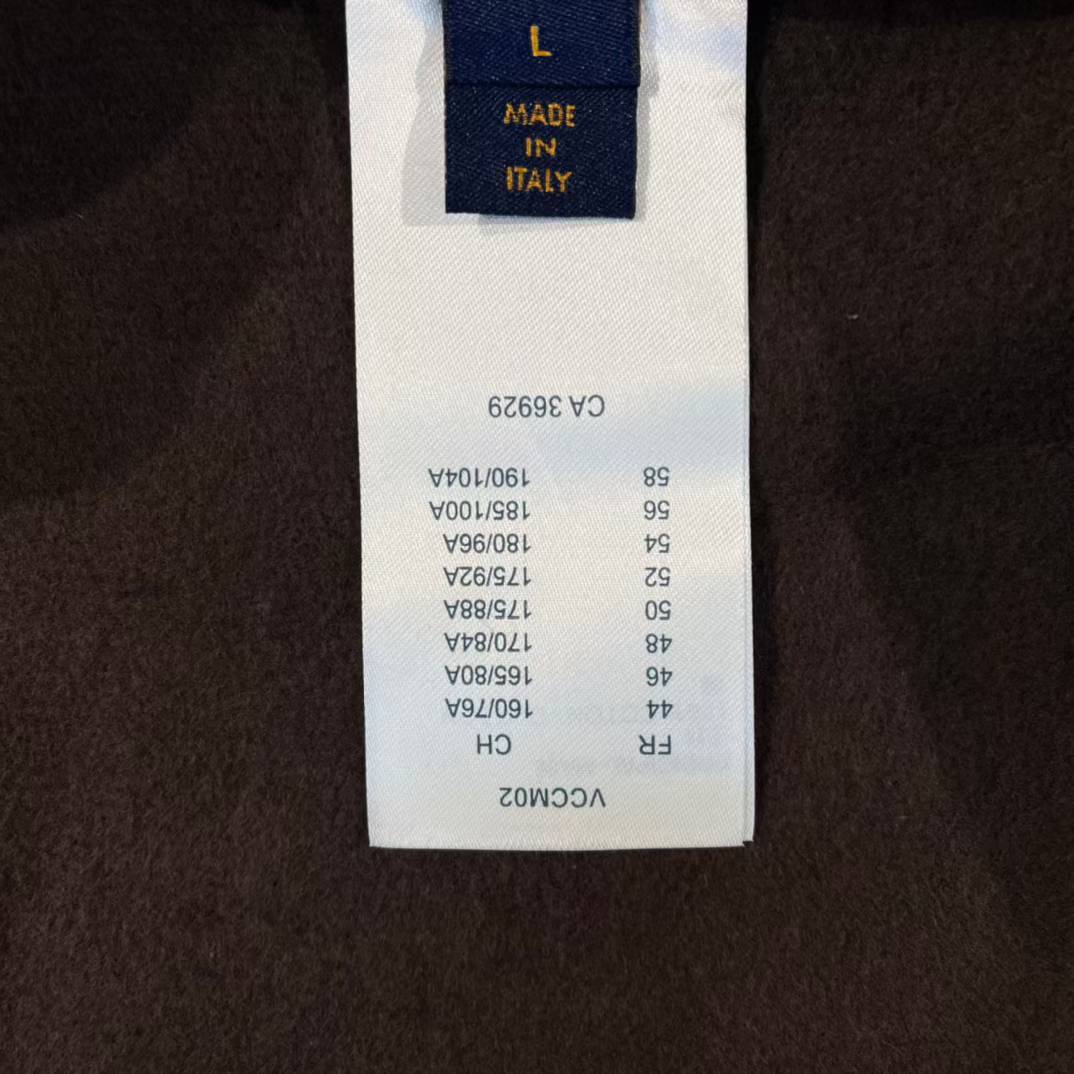 L
MADE
IN
ITALY
VCCM02
FR CH
44 160/76A
46 165/80A
48 170/84A
50 175/88A
52 175/92A
54 180/96A
56 185/100A
58 190/104A
CA 36929